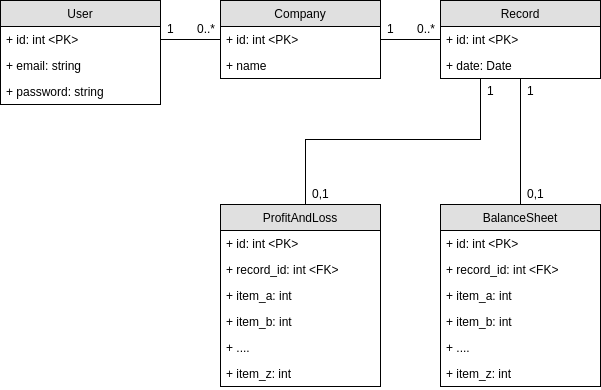 User
+ id: int <PK>
+ email: string
+ password: string
1 0..*
Company
+ id: int <PK>
+ name
1 0..*
Record
+ id: int <PK>
+ date: Date
1 1
0,1 0,1
ProfitAndLoss
+ id: int <PK>
+ record_id: int <FK>
+ item_a: int
+ item_b: int
+ ....
+ item_z: int
BalanceSheet
+ id: int <PK>
+ record_id: int <FK>
+ item_a: int
+ item_b: int
+ ....
+ item_z: int